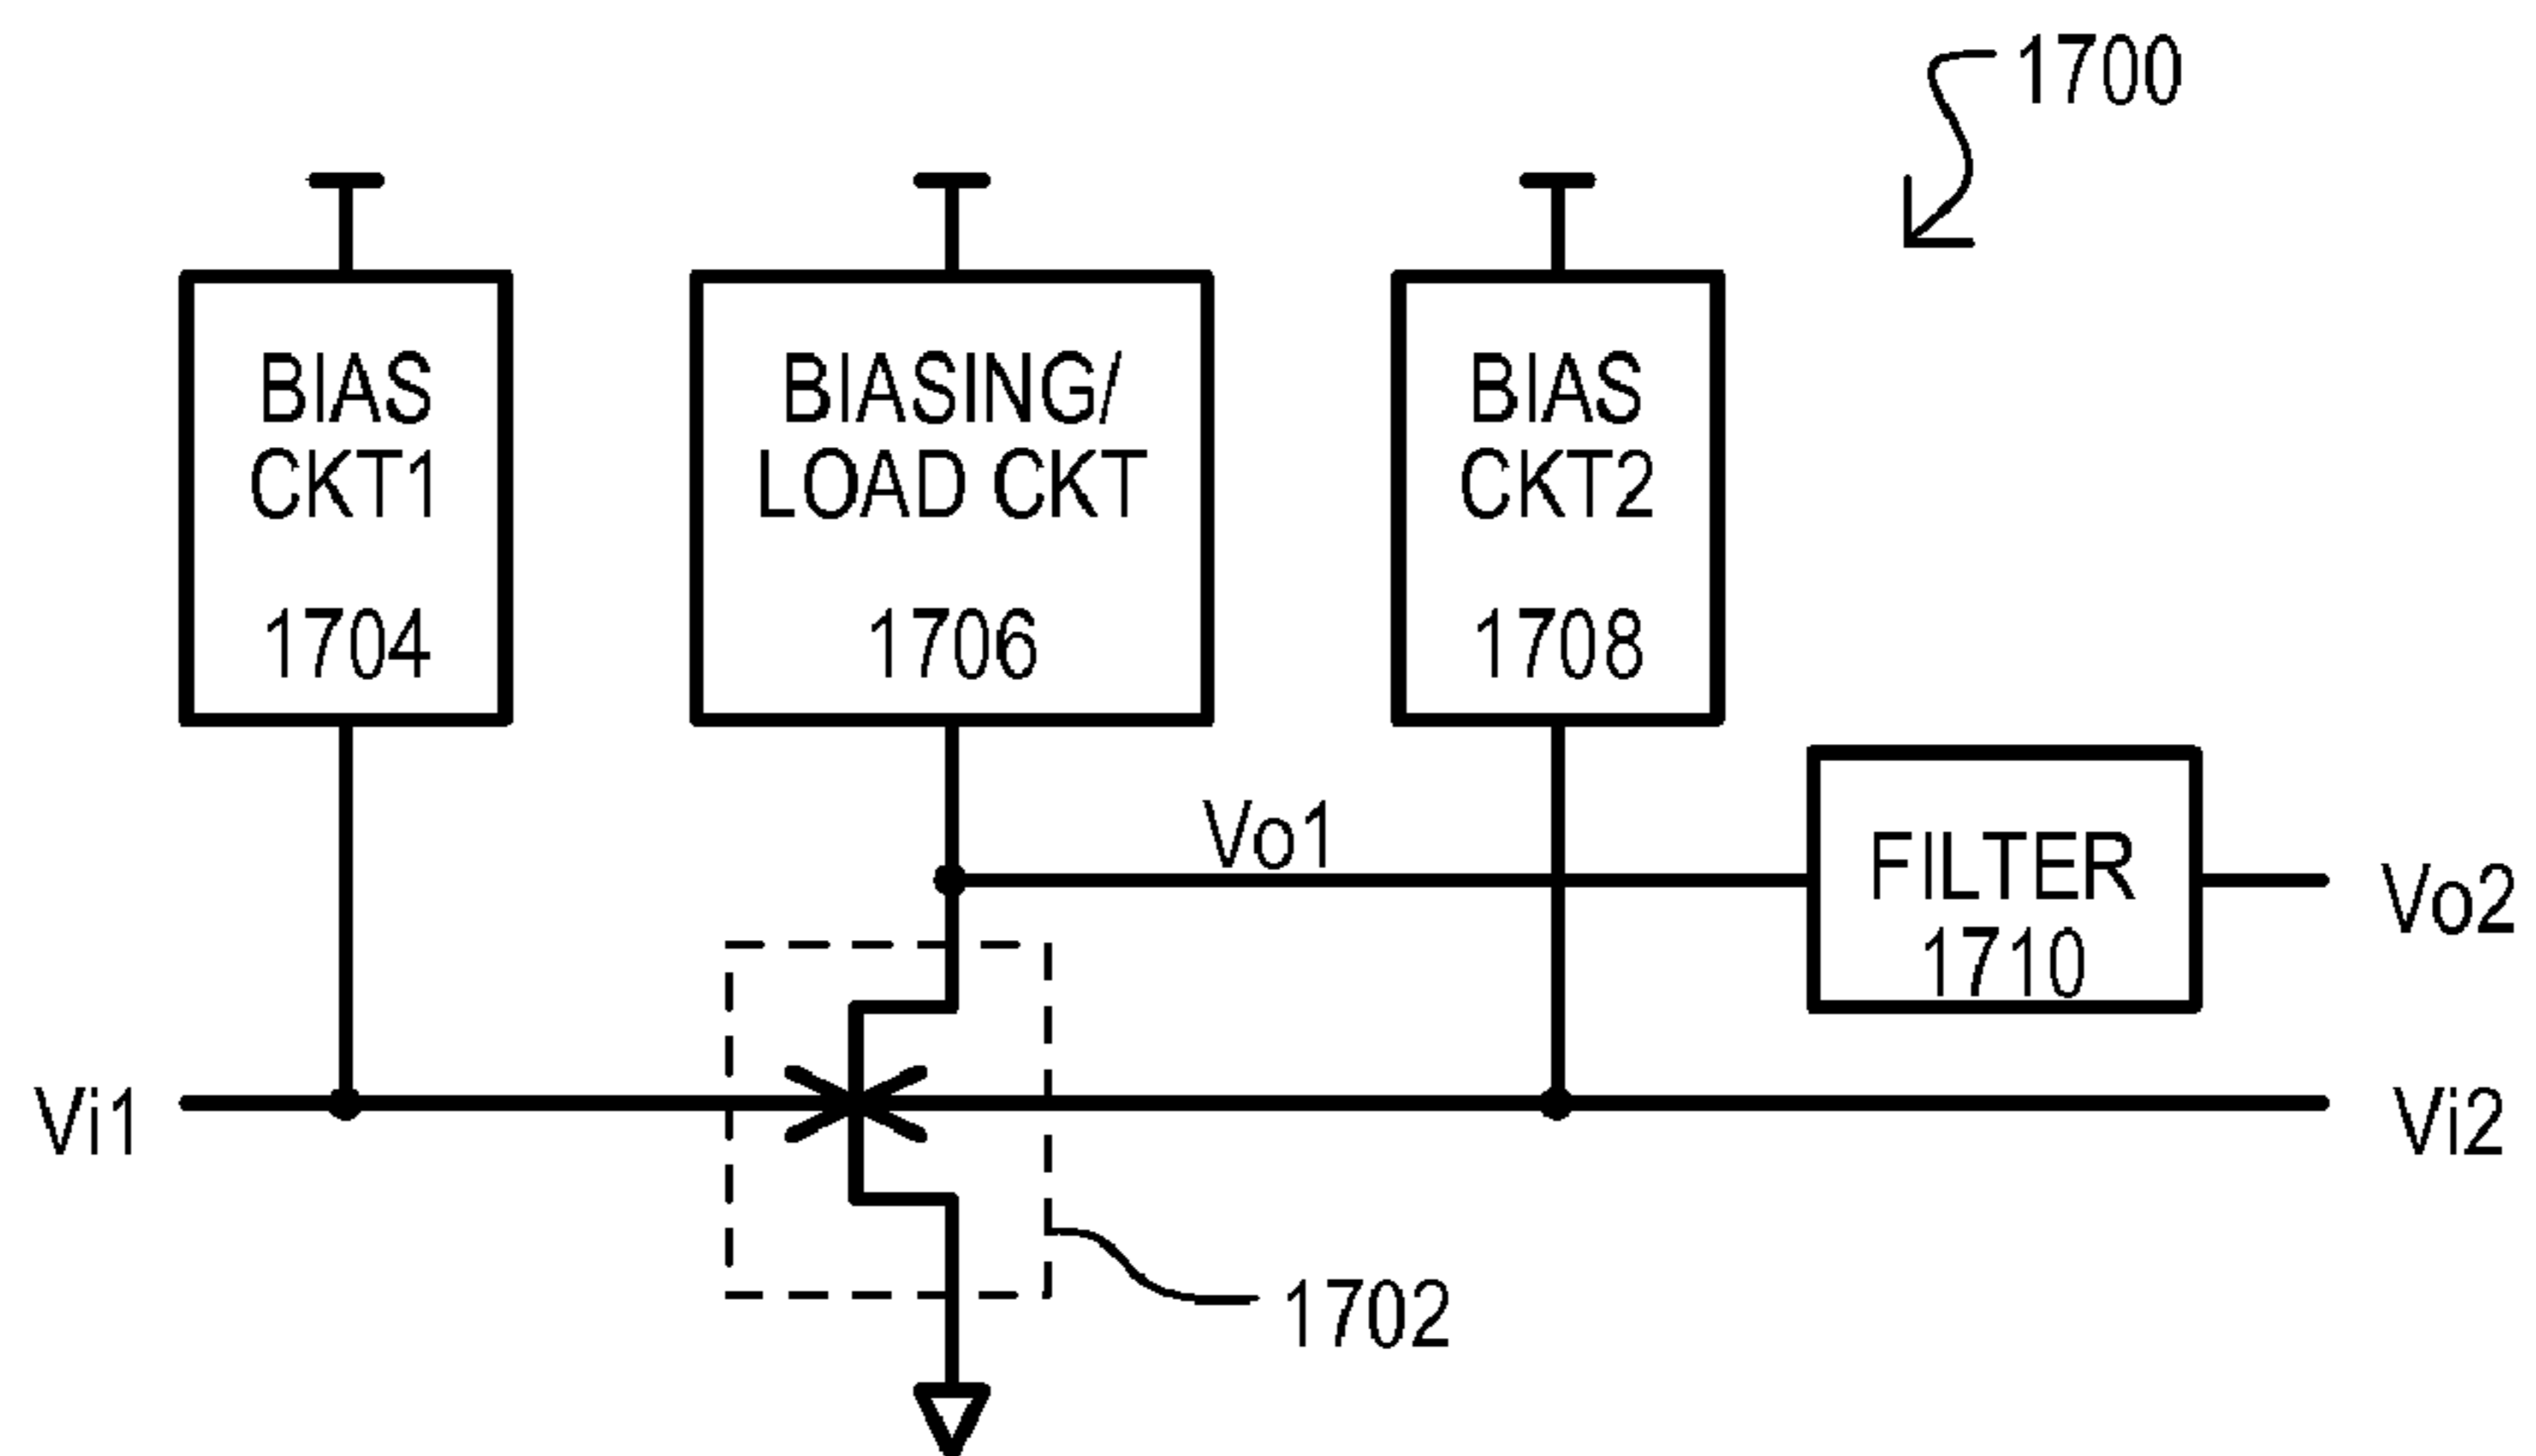 1700
BIAS
CKT1
1704
BIASING/
LOAD CKT
1706
BIAS
CKT2
1708
Vo1
FILTER
1710
Vo2
Vi1
Vi2
1702